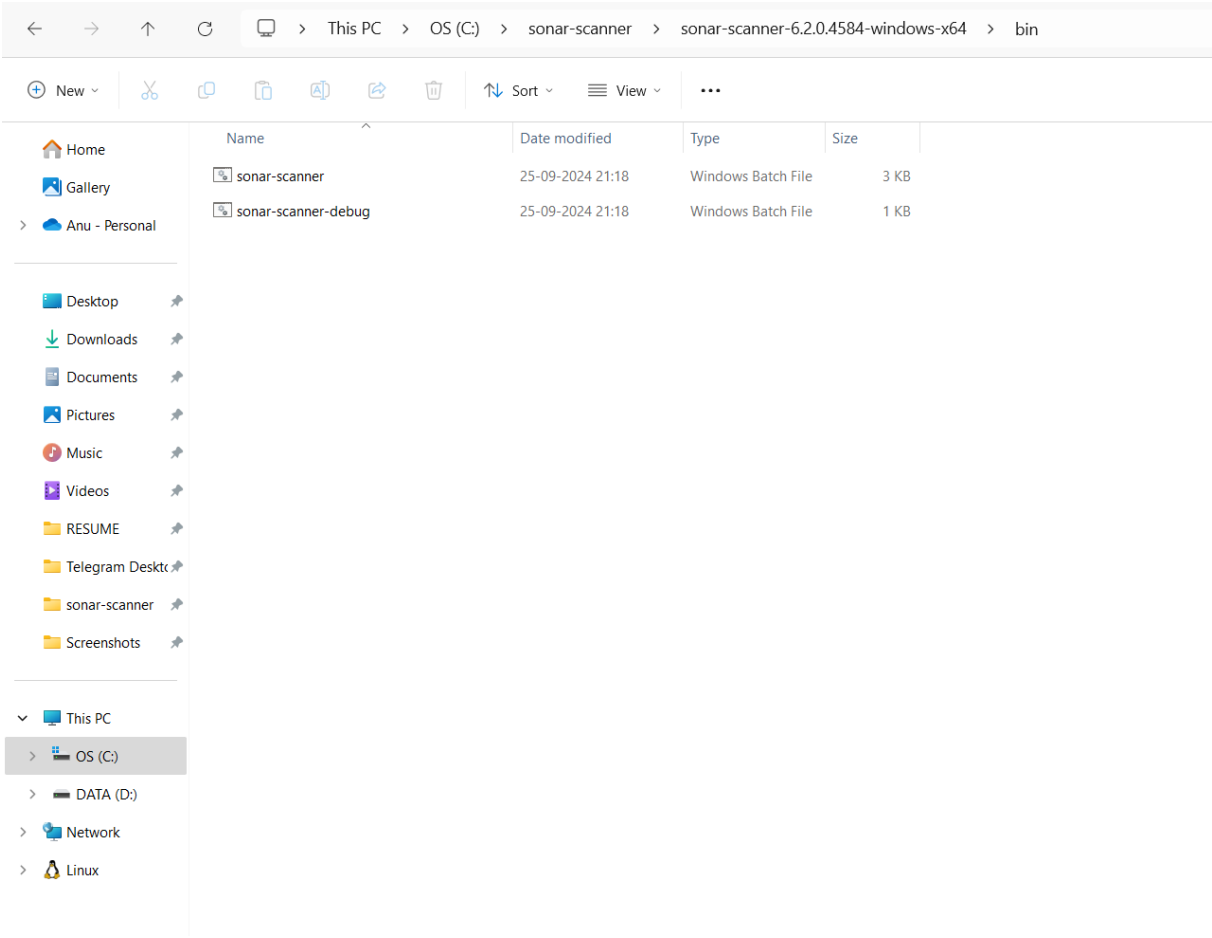 This PC > OS (C:) > sonar-scanner > sonar-scanner-6.2.0.4584-windows-x64 > bin
New Sort View
Name Date modified Type Size
sonar-scanner 25-09-2024 21:18 Windows Batch File 3 KB
sonar-scanner-debug 25-09-2024 21:18 Windows Batch File 1 KB
Home
Gallery
Anu - Personal
Desktop
Downloads
Documents
Pictures
Music
Videos
RESUME
Telegram Deskto
sonar-scanner
Screenshots
This PC
OS (C:)
DATA (D:)
Network
Linux